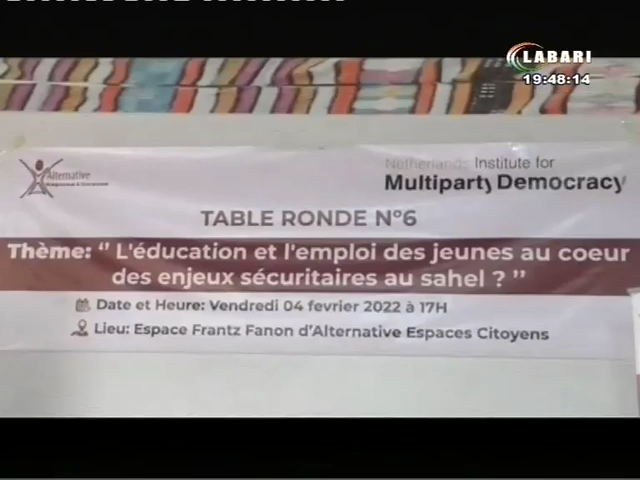 LABARI
19:48:14
Alternative
Netherlands Institute for
Multiparty Democracy
TABLE RONDE N°6
Thème: '' L'éducation et l'emploi des jeunes au coeur
des enjeux sécuritaires au sahel ? ''
Date et Heure: Vendredi 04 fevrier 2022 à 17H
Lieu: Espace Frantz Fanon d'Alternative Espaces Citoyens